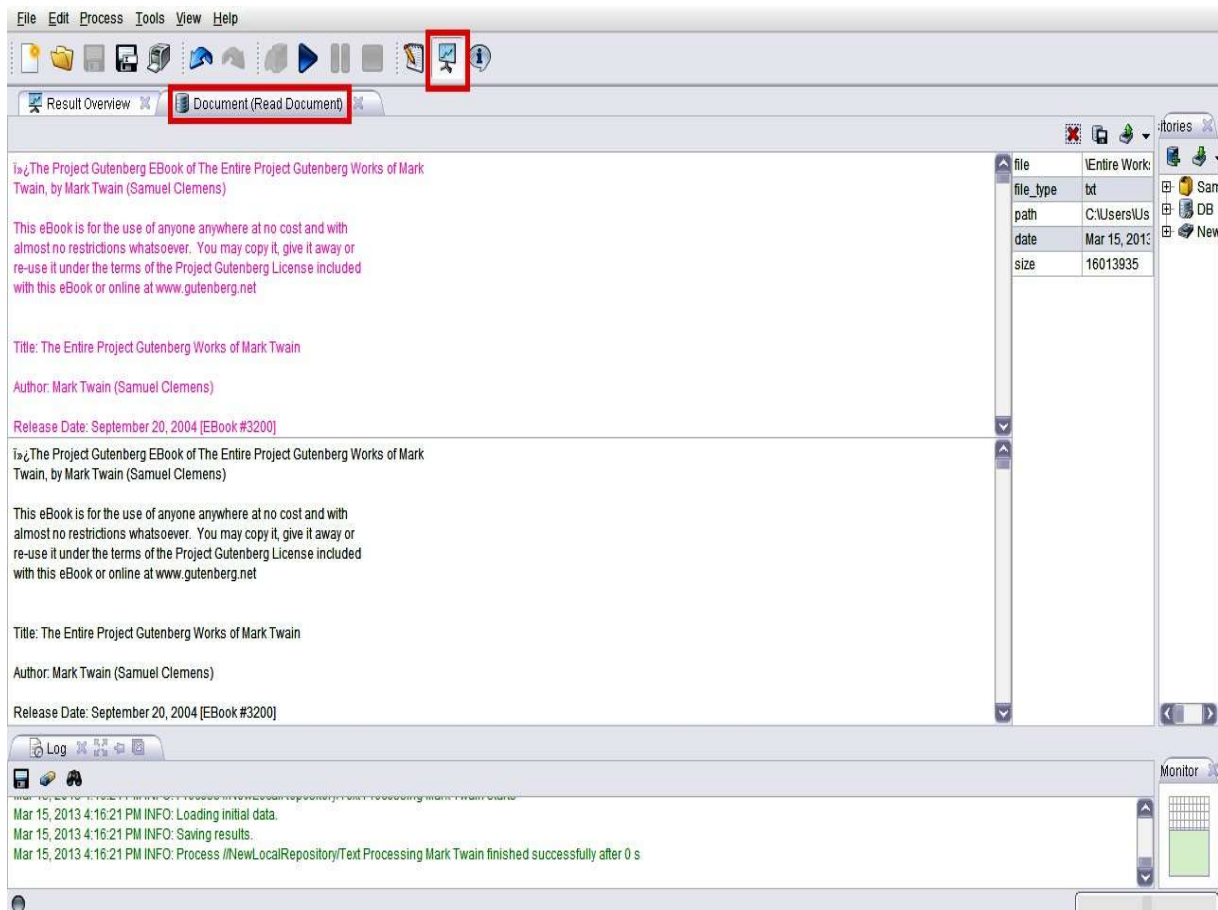 File Edit Process Tools View Help
Result Overview
Document (Read Document)
itories
ï»¿The Project Gutenberg EBook of The Entire Project Gutenberg Works of Mark
Twain, by Mark Twain (Samuel Clemens)
This eBook is for the use of anyone anywhere at no cost and with
almost no restrictions whatsoever. You may copy it, give it away or
re-use it under the terms of the Project Gutenberg License included
with this eBook or online at www.gutenberg.net
Title: The Entire Project Gutenberg Works of Mark Twain
Author: Mark Twain (Samuel Clemens)
Release Date: September 20, 2004 [EBook #3200]
file \Entire Work:
file_type txt
path C:\Users\Us
date Mar 15, 201
size 16013935
Sam
DB
New
ï»¿The Project Gutenberg EBook of The Entire Project Gutenberg Works of Mark
Twain, by Mark Twain (Samuel Clemens)
This eBook is for the use of anyone anywhere at no cost and with
almost no restrictions whatsoever. You may copy it, give it away or
re-use it under the terms of the Project Gutenberg License included
with this eBook or online at www.gutenberg.net
Title: The Entire Project Gutenberg Works of Mark Twain
Author: Mark Twain (Samuel Clemens)
Release Date: September 20, 2004 [EBook #3200]
Log
Monitor
Mar 15, 2013 4:16:21 PM INFO: Loading initial data.
Mar 15, 2013 4:16:21 PM INFO: Saving results.
Mar 15, 2013 4:16:21 PM INFO: Process //NewLocalRepository/Text Processing Mark Twain finished successfully after 0 s